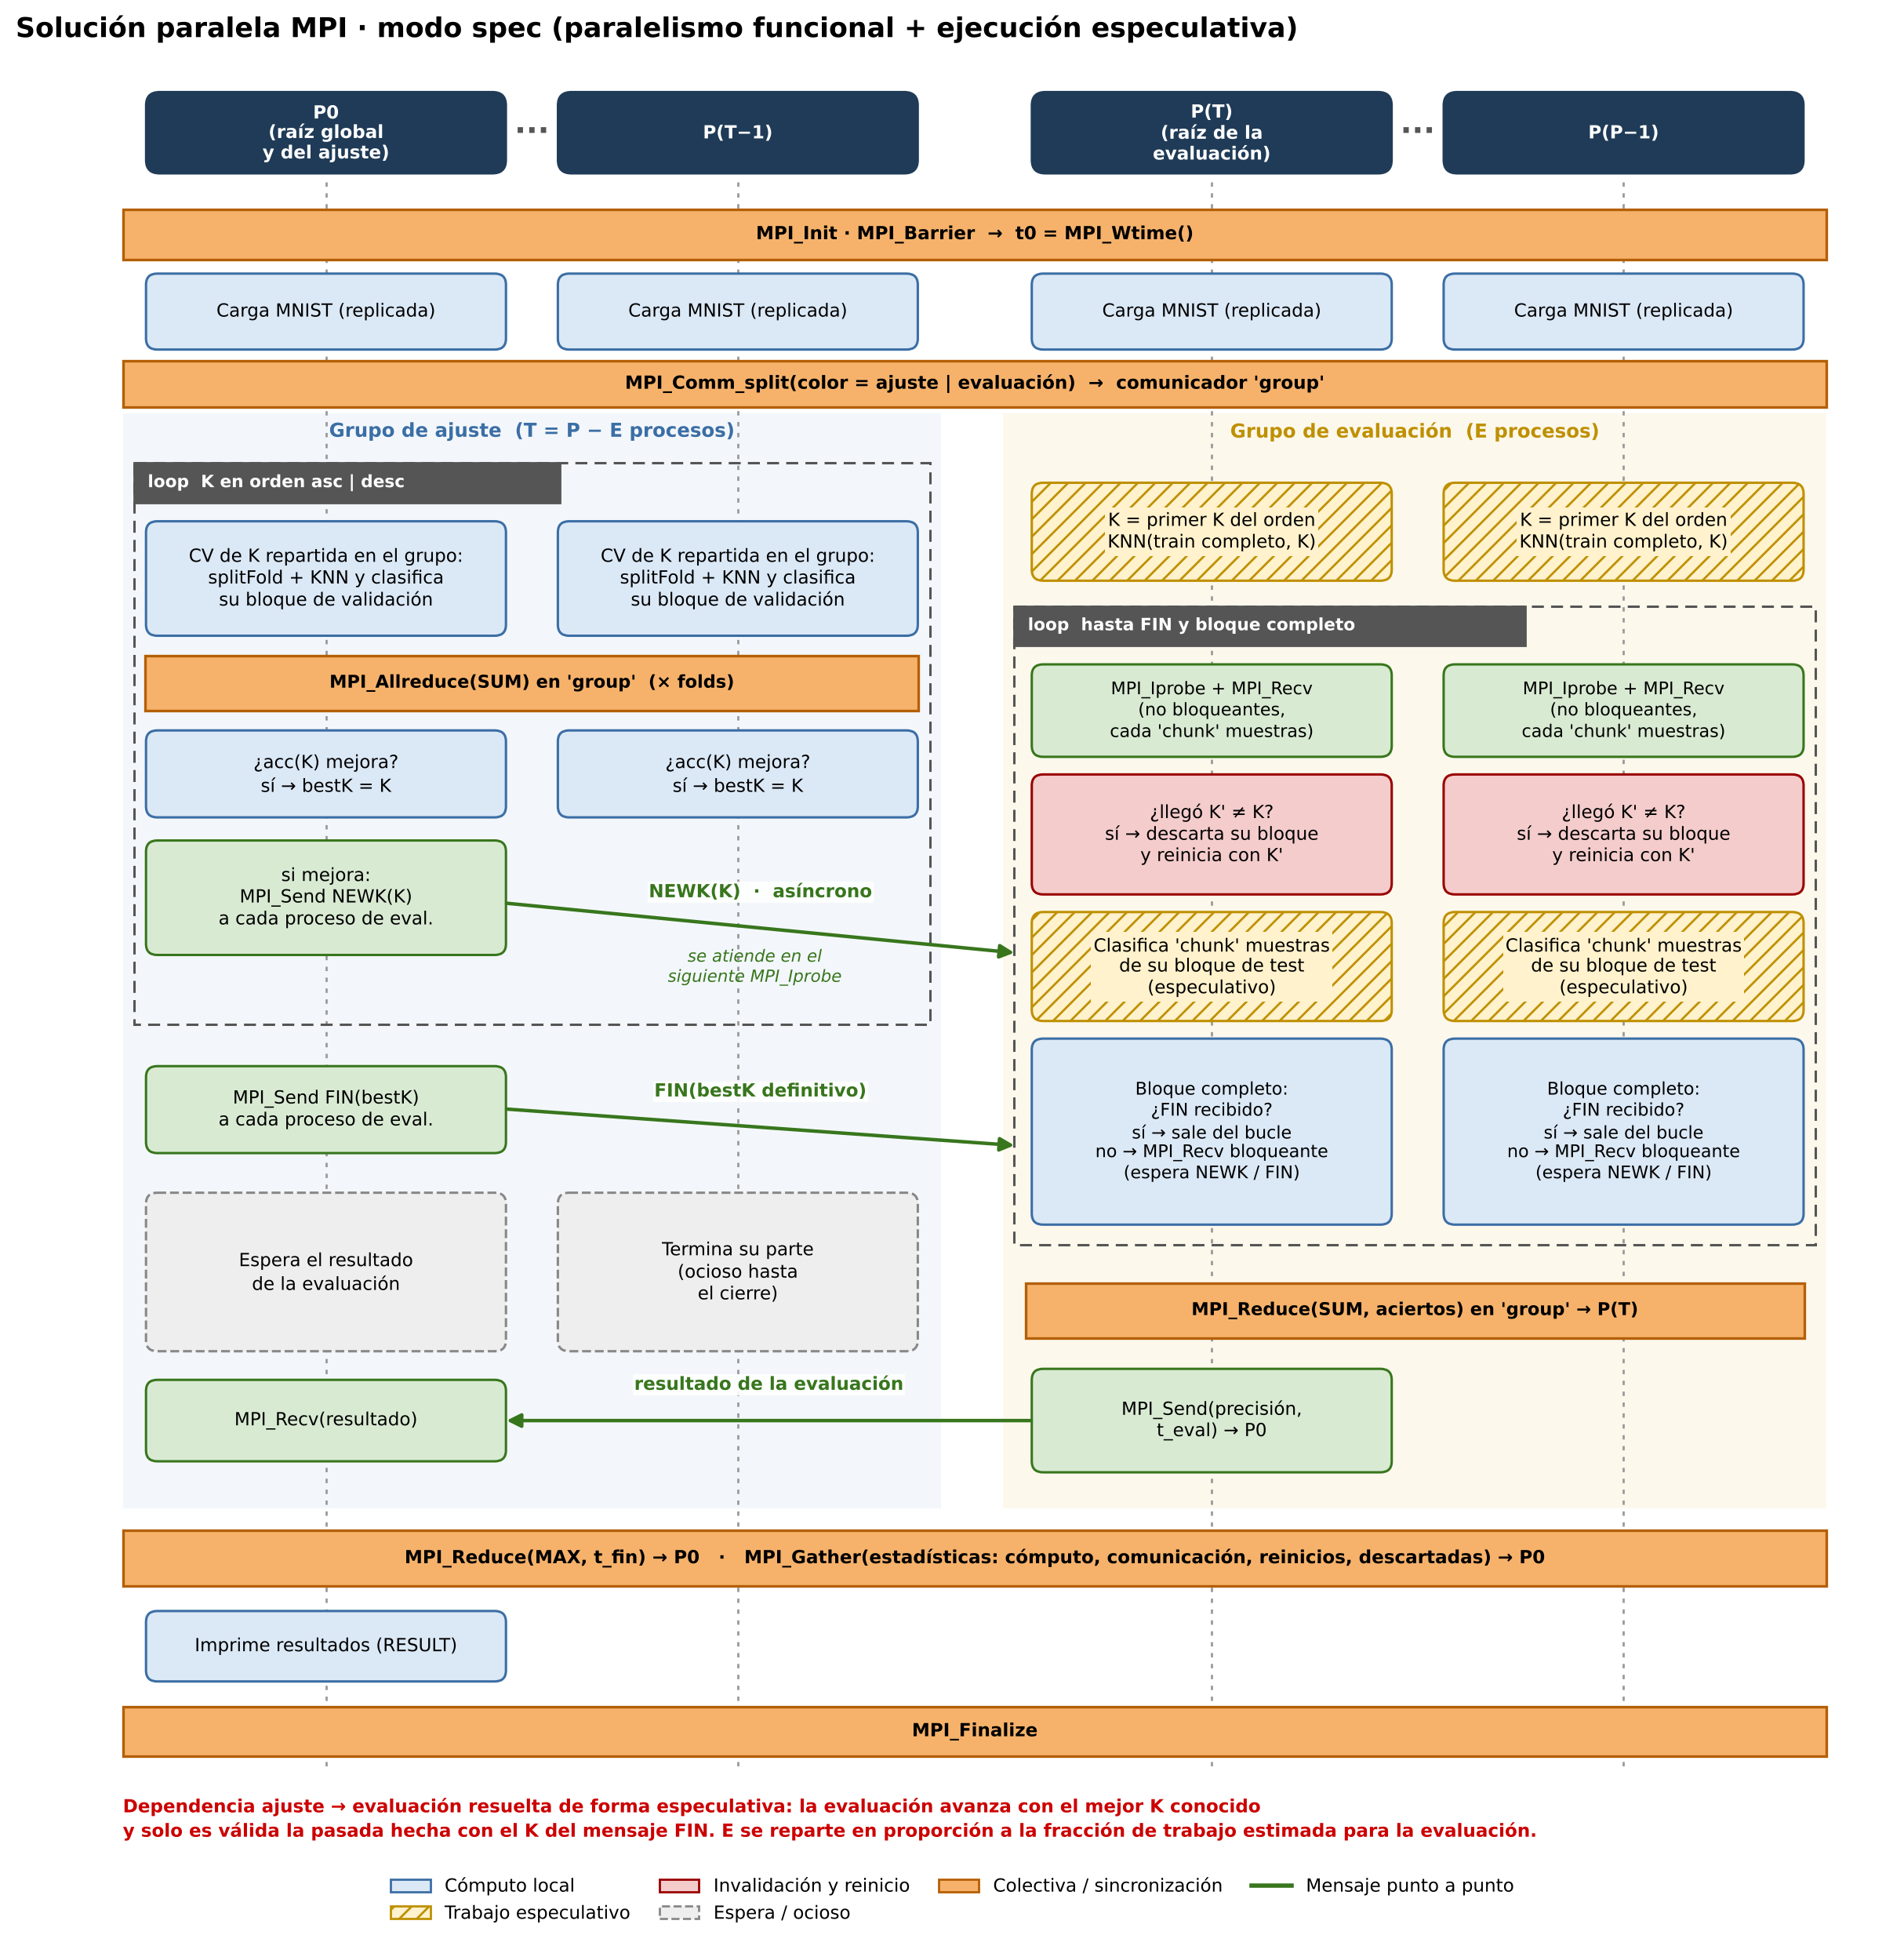 Solución paralela MPI · modo spec (paralelismo funcional + ejecución especulativa)
P0
(raíz global
y del ajuste)
...
P(T−1)
P(T)
(raíz de la
evaluación)
...
P(P−1)
MPI_Init · MPI_Barrier → t0 = MPI_Wtime()
Carga MNIST (replicada)
Carga MNIST (replicada)
Carga MNIST (replicada)
Carga MNIST (replicada)
MPI_Comm_split(color = ajuste | evaluación) → comunicador 'group'
Grupo de ajuste (T = P − E procesos)
loop K en orden asc | desc
CV de K repartida en el grupo:
splitFold + KNN y clasifica
su bloque de validación
CV de K repartida en el grupo:
splitFold + KNN y clasifica
su bloque de validación
MPI_Allreduce(SUM) en 'group' (× folds)
¿acc(K) mejora?
sí → bestK = K
¿acc(K) mejora?
sí → bestK = K
si mejora:
MPI_Send NEWK(K)
a cada proceso de eval.
NEWK(K) · asíncrono
se atiende en el
siguiente MPI_Iprobe
MPI_Send FIN(bestK)
a cada proceso de eval.
FIN(bestK definitivo)
Espera el resultado
de la evaluación
Termina su parte
(ocioso hasta
el cierre)
resultado de la evaluación
MPI_Recv(resultado)
Grupo de evaluación (E procesos)
K = primer K del orden
KNN(train completo, K)
K = primer K del orden
KNN(train completo, K)
loop hasta FIN y bloque completo
MPI_Iprobe + MPI_Recv
(no bloqueantes,
cada 'chunk' muestras)
MPI_Iprobe + MPI_Recv
(no bloqueantes,
cada 'chunk' muestras)
¿llegó K' ≠ K?
sí → descarta su bloque
y reinicia con K'
¿llegó K' ≠ K?
sí → descarta su bloque
y reinicia con K'
Clasifica 'chunk' muestras
de su bloque de test
(especulativo)
Clasifica 'chunk' muestras
de su bloque de test
(especulativo)
Bloque completo:
¿FIN recibido?
sí → sale del bucle
no → MPI_Recv bloqueante
(espera NEWK / FIN)
Bloque completo:
¿FIN recibido?
sí → sale del bucle
no → MPI_Recv bloqueante
(espera NEWK / FIN)
MPI_Reduce(SUM, aciertos) en 'group' → P(T)
MPI_Send(precisión,
t_eval) → P0
MPI_Reduce(MAX, t_fin) → P0 · MPI_Gather(estadísticas: cómputo, comunicación, reinicios, descartadas) → P0
Imprime resultados (RESULT)
MPI_Finalize
Dependencia ajuste → evaluación resuelta de forma especulativa: la evaluación avanza con el mejor K conocido
y solo es válida la pasada hecha con el K del mensaje FIN. E se reparte en proporción a la fracción de trabajo estimada para la evaluación.
Cómputo local
Invalidación y reinicio
Colectiva / sincronización
Mensaje punto a punto
Trabajo especulativo
Espera / ocioso